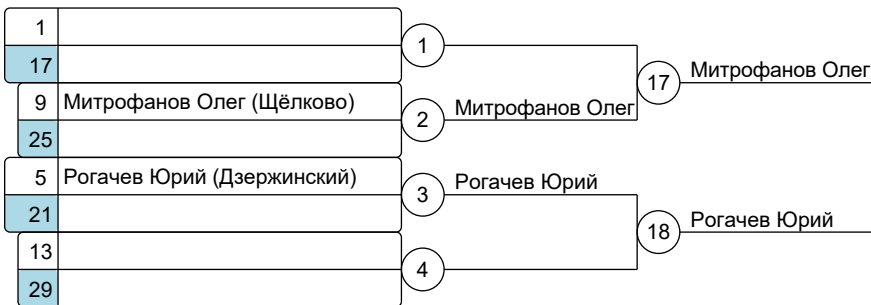 1
1
17
17
Митрофанов Олег
9
Митрофанов Олег (Щёлково)
2
Митрофанов Олег
25
5
Рогачев Юрий (Дзержинский)
3
Рогачев Юрий
21
18
Рогачев Юрий
13
4
29